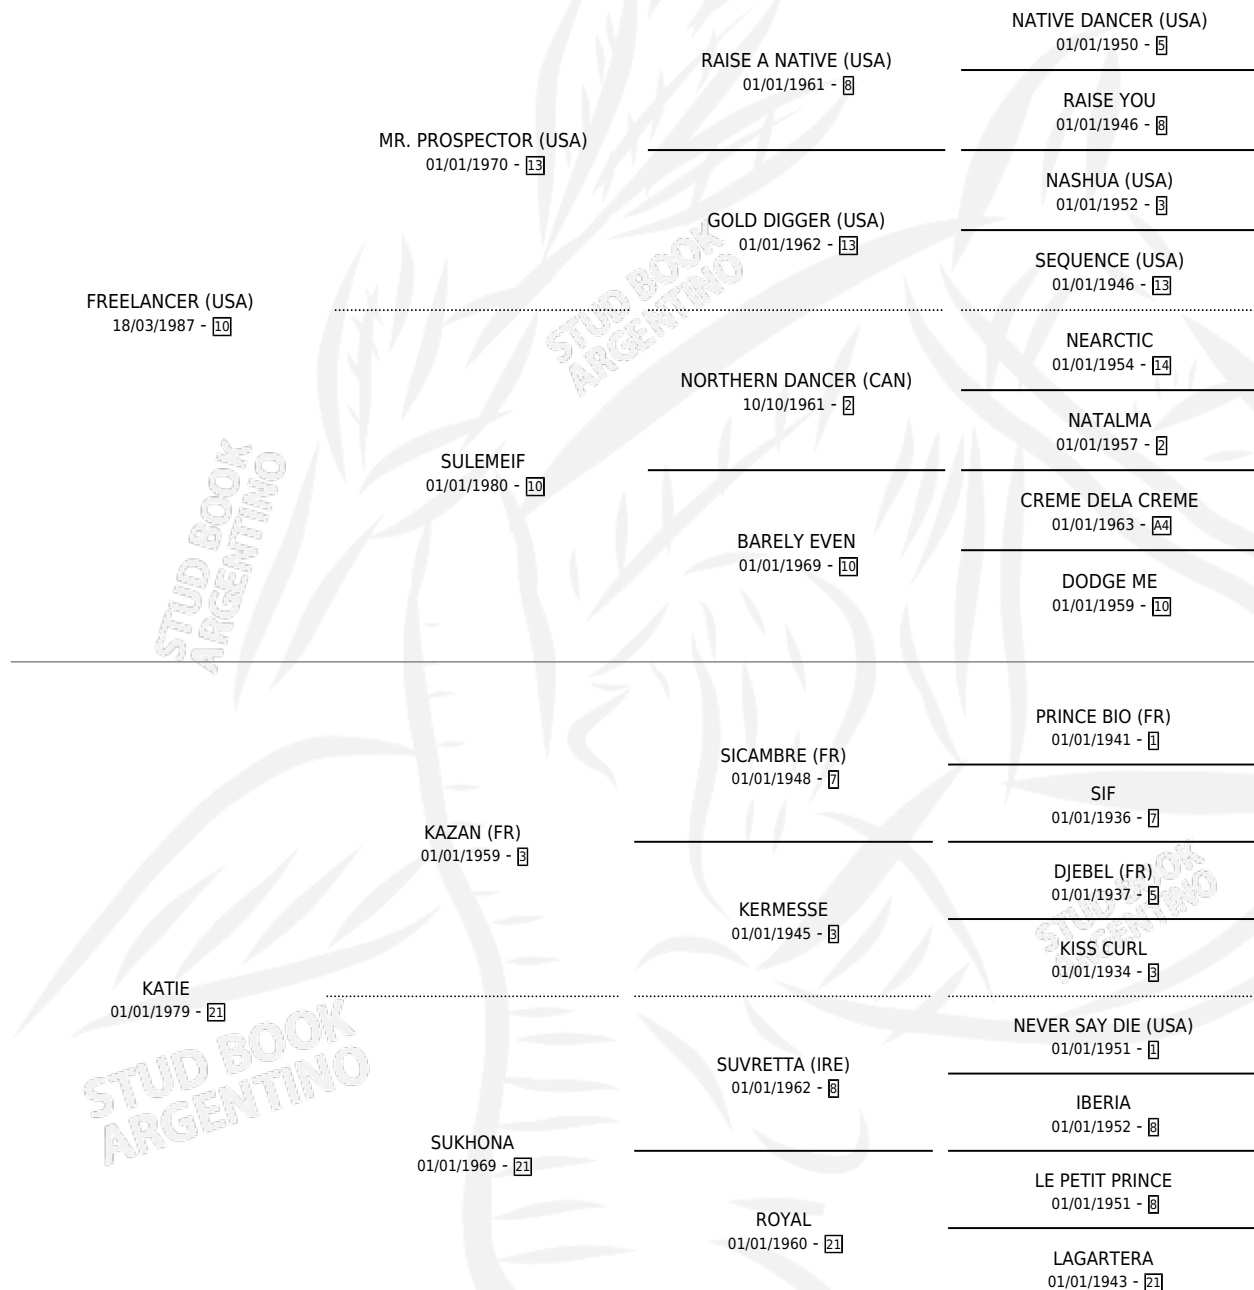 NATIVE DANCER (USA)
01/01/1950 - 5
RAISE A NATIVE (USA)
01/01/1961 - 8
RAISE YOU
01/01/1946 - 8
MR. PROSPECTOR (USA)
01/01/1970 - 13
NASHUA (USA)
01/01/1952 - 3
GOLD DIGGER (USA)
01/01/1962 - 13
SEQUENCE (USA)
01/01/1946 - 13
FREELANCER (USA)
18/03/1987 - 10
NEARCTIC
01/01/1954 - 14
NORTHERN DANCER (CAN)
10/10/1961 - 2
NATALMA
01/01/1957 - 2
SULEMEIF
01/01/1980 - 10
CREME DELA CREME
01/01/1963 - A4
BARELY EVEN
01/01/1969 - 10
DODGE ME
01/01/1959 - 10
PRINCE BIO (FR)
01/01/1941 - 1
SICAMBRE (FR)
01/01/1948 - 7
SIF
01/01/1936 - 7
KAZAN (FR)
01/01/1959 - 3
DJEBEL (FR)
01/01/1937 - 5
KERMESSE
01/01/1945 - 3
KISS CURL
01/01/1934 - 3
KATIE
01/01/1979 - 21
NEVER SAY DIE (USA)
01/01/1951 - 1
SUVRETTA (IRE)
01/01/1962 - 8
IBERIA
01/01/1952 - 8
SUKHONA
01/01/1969 - 21
LE PETIT PRINCE
01/01/1951 - 8
ROYAL
01/01/1960 - 21
LAGARTERA
01/01/1943 - 21
STUD BOOK
ARGENTINO
STUD BOOK
ARGENTINO
STUD BOOK
ARGENTINO
STUD BOOK
ARGENTINO